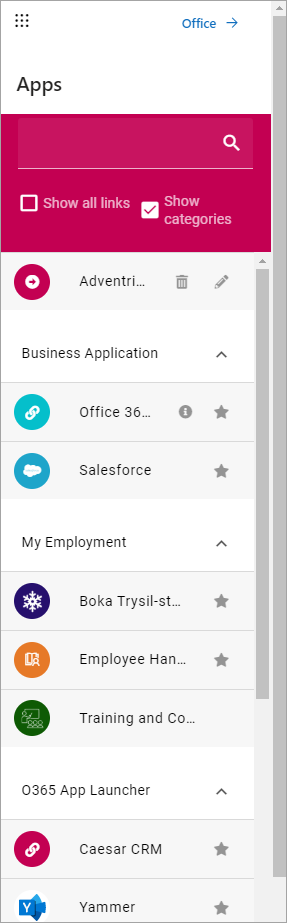 Office
Apps
Show all links
Show
categories
Adventri...
Business Application
Office 36...
Salesforce
My Employment
Boka Trysil-st...
Employee Han...
Training and Co...
O365 App Launcher
Caesar CRM
Y
Yammer